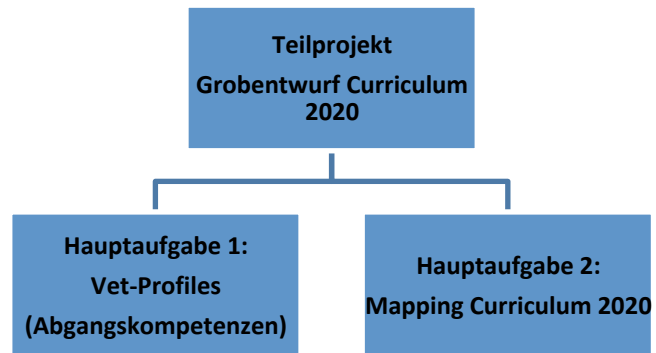 Teilprojekt
Grobentwurf Curriculum
2020
Hauptaufgabe 1:
Vet-Profiles
(Abgangskompetenzen)
Hauptaufgabe 2:
Mapping Curriculum 2020